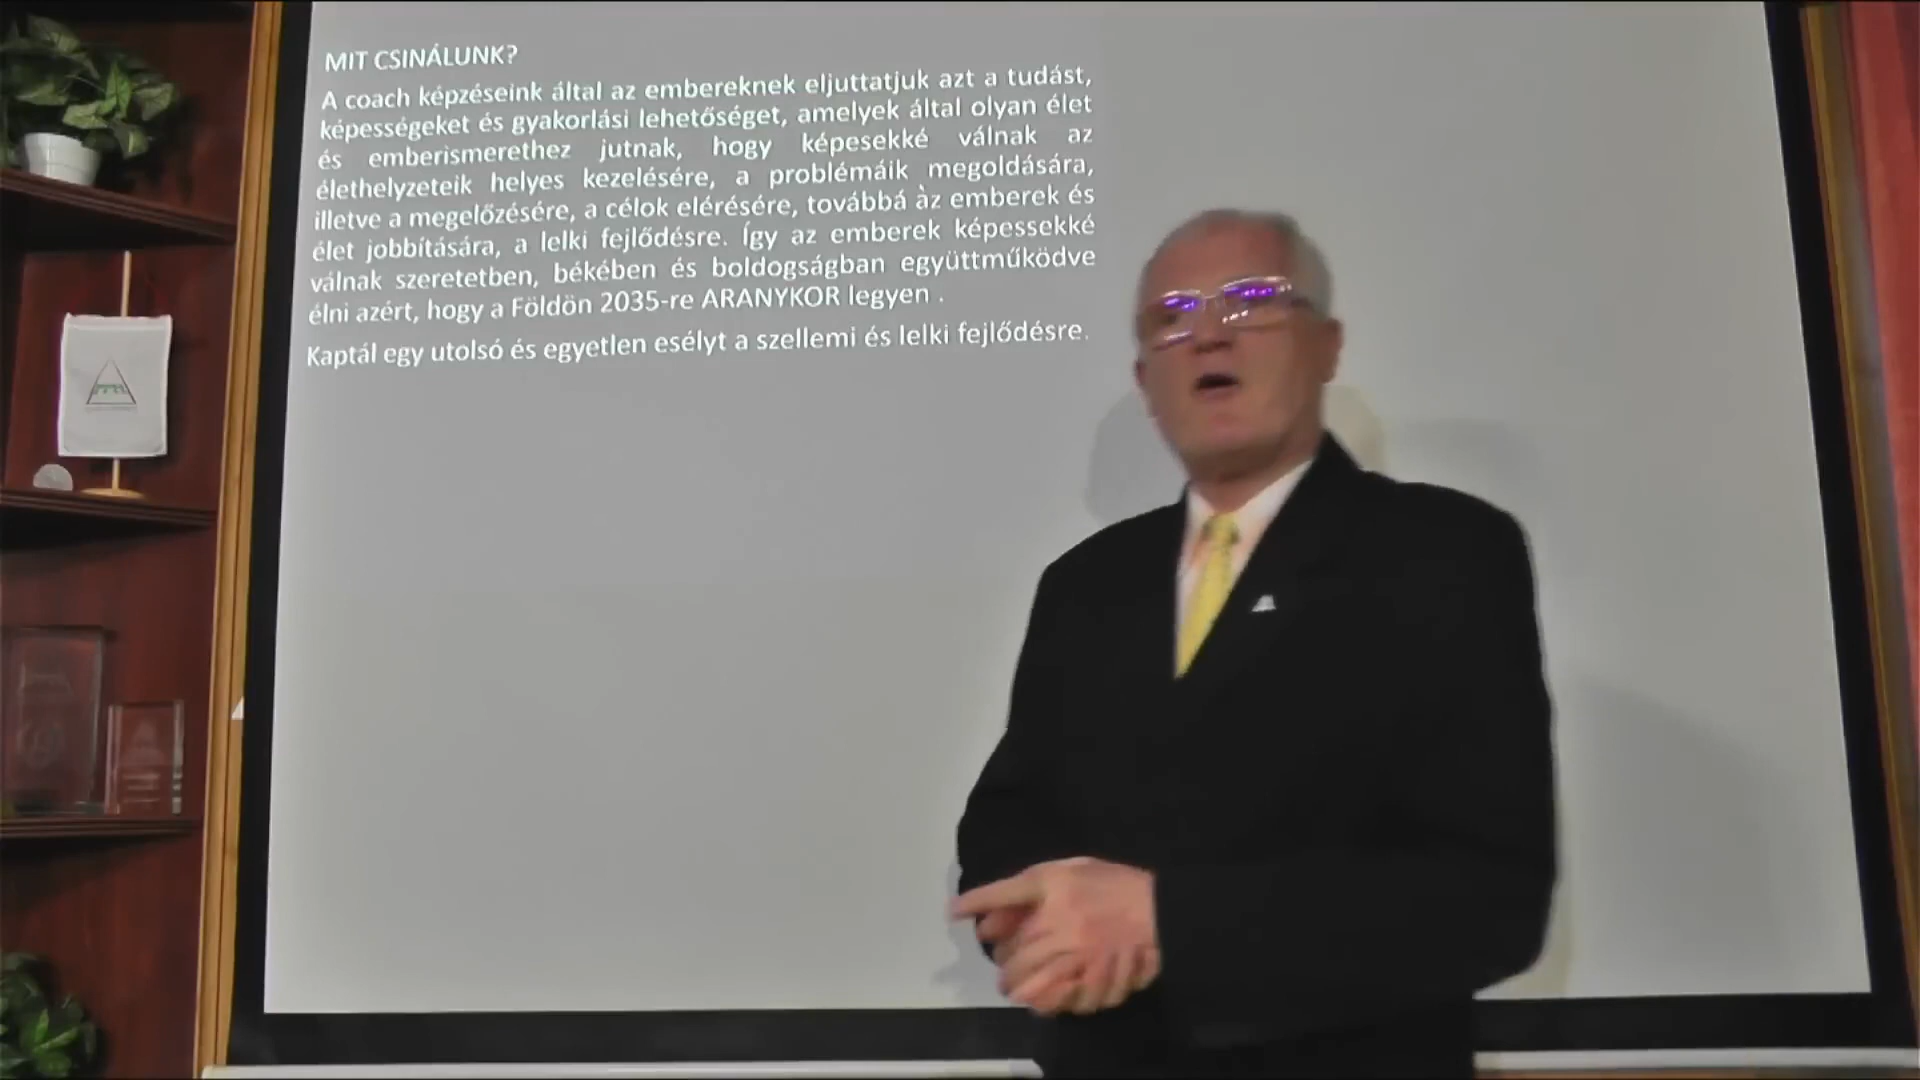 MIT CSINÁLUNK?
A coach képzéseink által az embereknek eljuttatjuk azt a tudást,
képességeket és gyakorlási lehetőséget, amelyek által olyan élet
és emberismerethez jutnak, hogy képesekké válnak az
élethelyzeteik helyes kezelésére, a problémáik megoldására,
illetve a megelőzésére, a célok elérésére, továbbá az emberek és
élet jobbítására, a lelki fejlődésre. Így az emberek képessekké
válnak szeretetben, békében és boldogságban együttműködve
élni azért, hogy a Földön 2035-re ARANYKOR legyen .
Kaptál egy utolsó és egyetlen esélyt a szellemi és lelki fejlődésre.